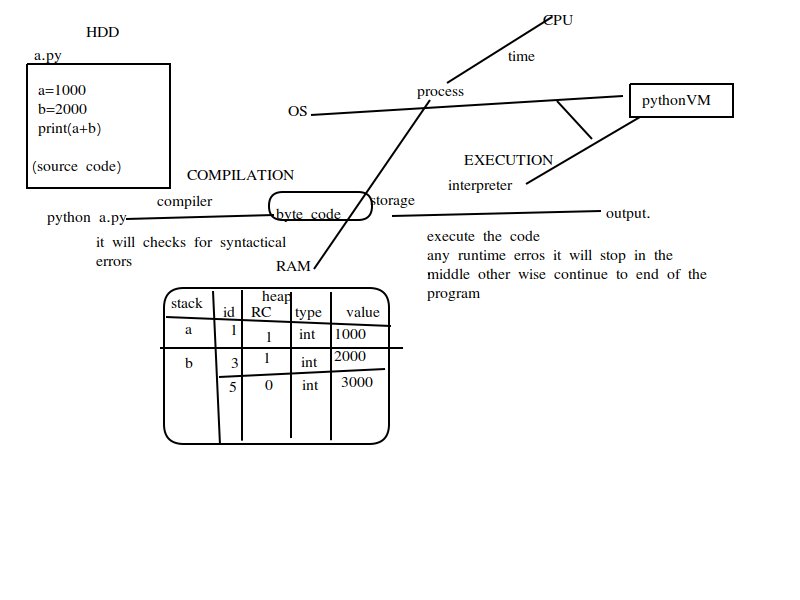 HDD
a.py
a=1000
b=2000
print(a+b)
(source code)
CPU
time
process
OS
pythonVM
COMPILATION
EXECUTION
interpreter
compiler
python a.py
byte code
storage
output.
it will checks for syntactical
errors
RAM
execute the code
any runtime erros it will stop in the
middle other wise continue to end of the
program
heap
stack id RC type value
a 1 1 int 1000
b 3 1 int 2000
5 0 int 3000